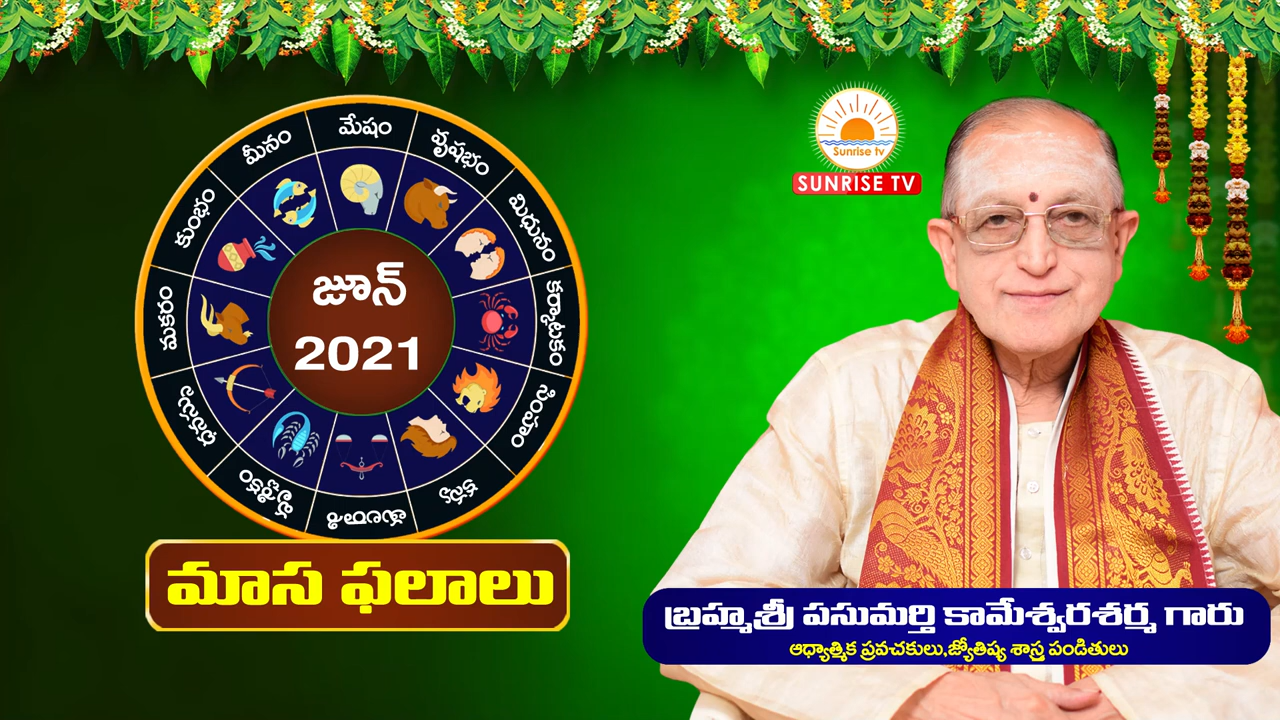 మేషం
వృషభం
మిధునం
కర్కాటకం
సింహం
కన్య
తులారాశి
వృశ్చికం
ధనుస్సు
మకరం
కుంభం
మీనం
జూన్
2021
మాస ఫలాలు
Sunrise tv
SUNRISE TV
బ్రహ్మశ్రీ పసుమర్తి కామేశ్వరశర్మ గారు
ఆధ్యాత్మిక ప్రవచకులు,జ్యోతిష్య శాస్త్ర పండితులు